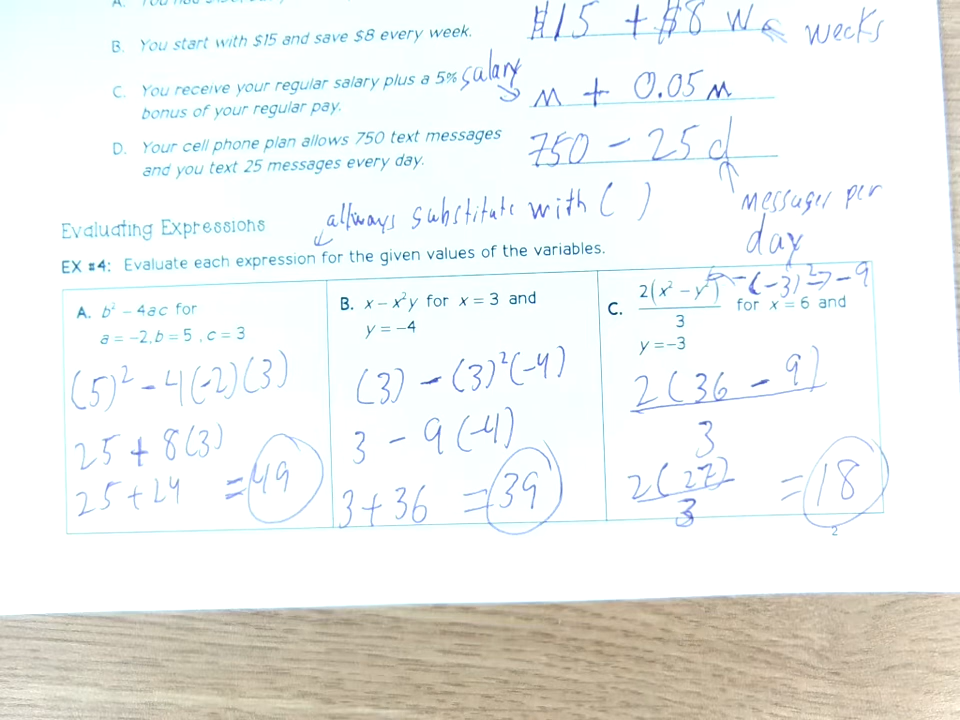 A.
B. You start with $15 and save $8 every week.
$15 + $8 w ← weeks
C. You receive your regular salary plus a 5% salary
bonus of your regular pay.
m + 0.05 m
D. Your cell phone plan allows 750 text messages
and you text 25 messages every day.
750 - 25 d
messages per
day
Evaluating Expressions
allways substitute with ( )
EX #4: Evaluate each expression for the given values of the variables.
A. b² - 4ac for
a = -2, b = 5, c = 3
(5)² - 4(-2)(3)
25 + 8(3)
25 + 24 = 49
B. x - x²y for x = 3 and
y = -4
(3) - (3)²(-4)
3 - 9(-4)
3 + 36 = 39
C. 2(x² - y²)/3 for x = 6 and
-(-3)² → -9
y = -3
2(36 - 9)
3
2(27)
3
= 18
2